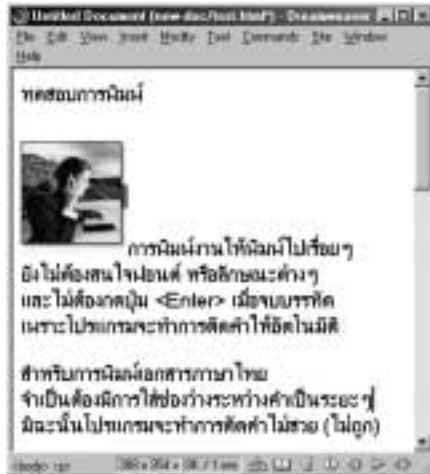 Untitled Document (new-doc/test.html*) - Dreamweaver
File Edit View Insert Modify Text Commands Site Window
Help
ทดสอบการพิมพ์
การพิมพ์งานให้พิมพ์ไปเรื่อยๆ
ยังไม่ต้องสนใจฟอนต์ หรือลักษณะต่างๆ
และไม่ต้องกดปุ่ม <Enter> เมื่อจบบรรทัด
เพราะโปรแกรมจะทำการตัดคำให้อัตโนมัติ
สำหรับการพิมพ์เอกสารภาษาไทย
จำเป็นต้องมีการใส่ช่องว่างระหว่างคำเป็นระยะๆ
มิฉะนั้นโปรแกรมจะทำการตัดคำไม่สวย (ไม่ถูก)
<body> <p>